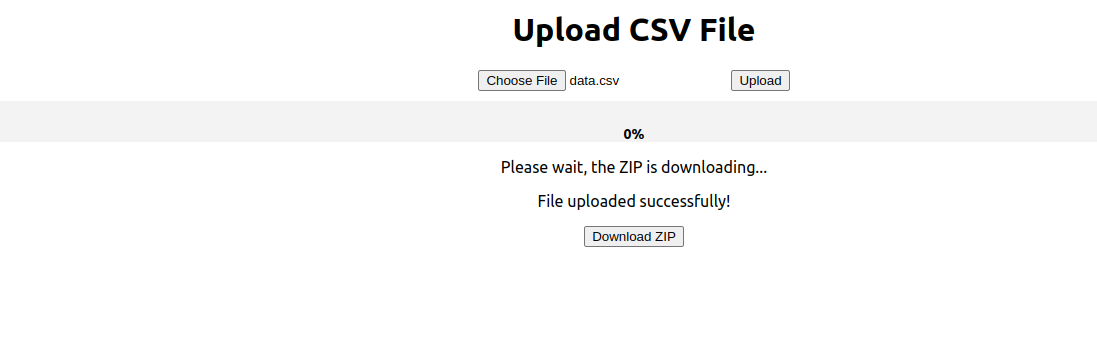 Upload CSV File
Choose File data.csv Upload
0%
Please wait, the ZIP is downloading...
File uploaded successfully!
Download ZIP